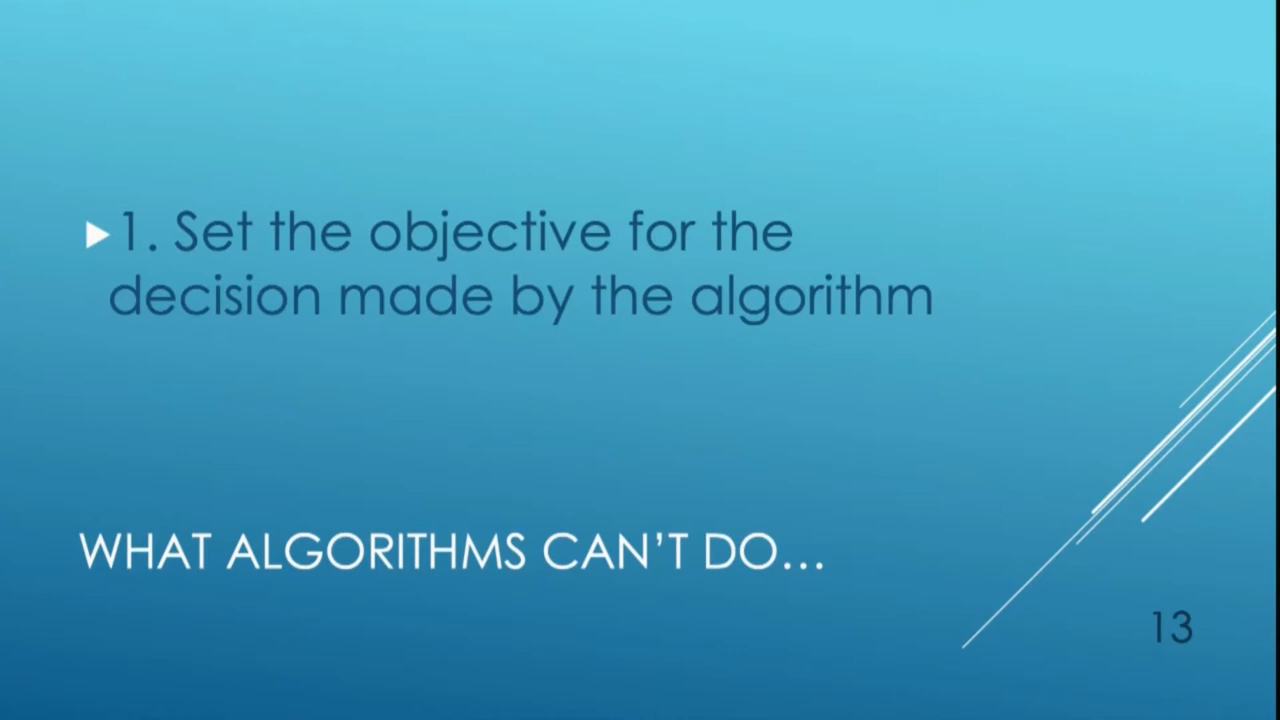 1. Set the objective for the
decision made by the algorithm
WHAT ALGORITHMS CAN’T DO…
13